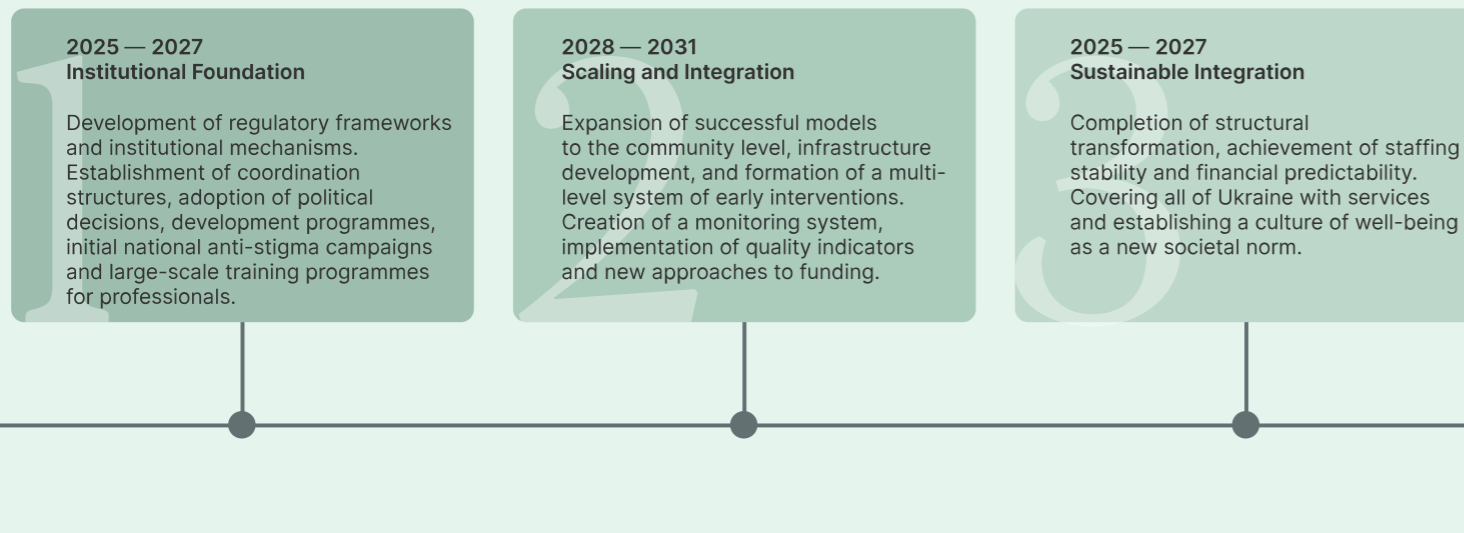 1
2025 — 2027
Institutional Foundation
Development of regulatory frameworks
and institutional mechanisms.
Establishment of coordination
structures, adoption of political
decisions, development programmes,
initial national anti-stigma campaigns
and large-scale training programmes
for professionals.
2
2028 — 2031
Scaling and Integration
Expansion of successful models
to the community level, infrastructure
development, and formation of a multi-
level system of early interventions.
Creation of a monitoring system,
implementation of quality indicators
and new approaches to funding.
3
2025 — 2027
Sustainable Integration
Completion of structural
transformation, achievement of staffing
stability and financial predictability.
Covering all of Ukraine with services
and establishing a culture of well-being
as a new societal norm.